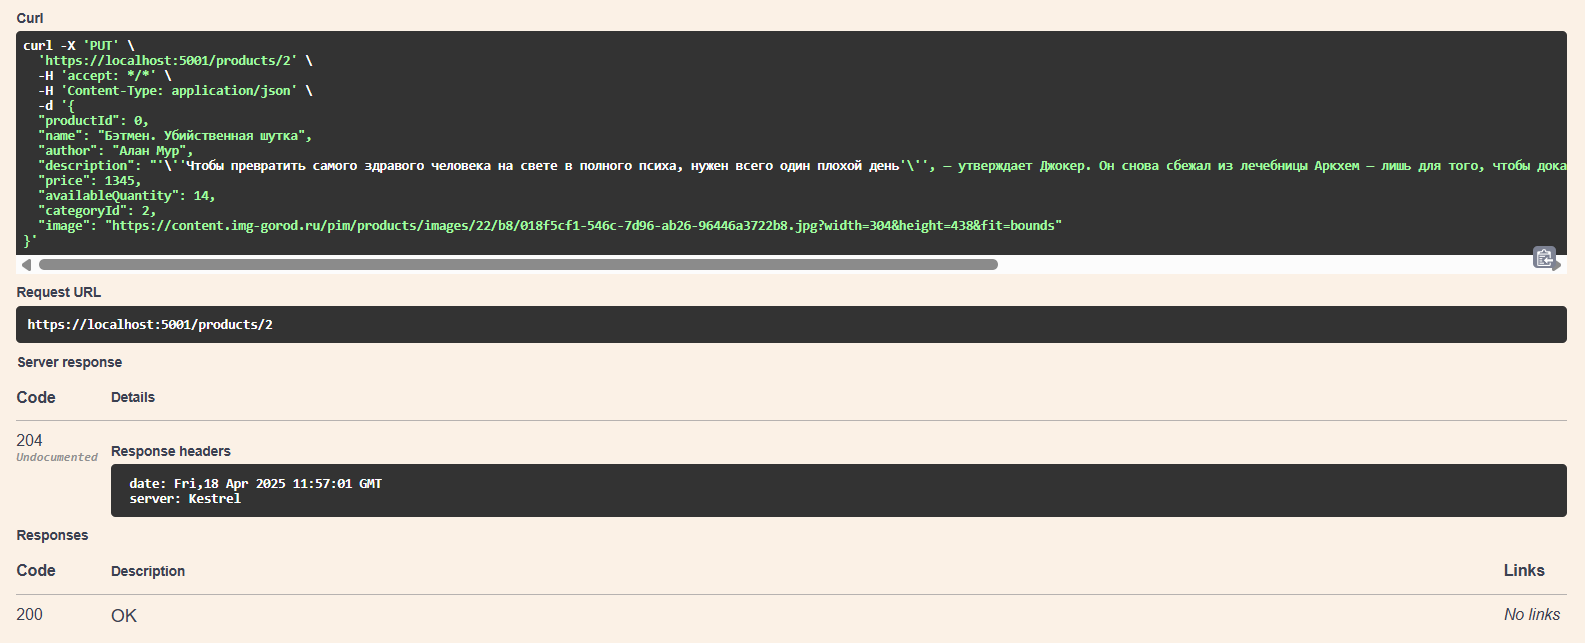 Curl
curl -X 'PUT' \
'https://localhost:5001/products/2' \
-H 'accept: */*' \
-H 'Content-Type: application/json' \
-d '{
"productId": 0,
"name": "Бэтмен. Убийственная шутка",
"author": "Алан Мур",
"description": "'\''Чтобы превратить самого здравого человека на свете в полного психа, нужен всего один плохой день'\'', — утверждает Джокер. Он снова сбежал из лечебницы Аркхем — лишь для того, чтобы дока
"price": 1345,
"availableQuantity": 14,
"categoryId": 2,
"image": "https://content.img-gorod.ru/pim/products/images/22/b8/018f5cf1-546c-7d96-ab26-96446a3722b8.jpg?width=304&height=438&fit=bounds"
}'
Request URL
https://localhost:5001/products/2
Server response
Code Details
204
Undocumented
Response headers
date: Fri,18 Apr 2025 11:57:01 GMT
server: Kestrel
Responses
Code Description Links
200 OK No links